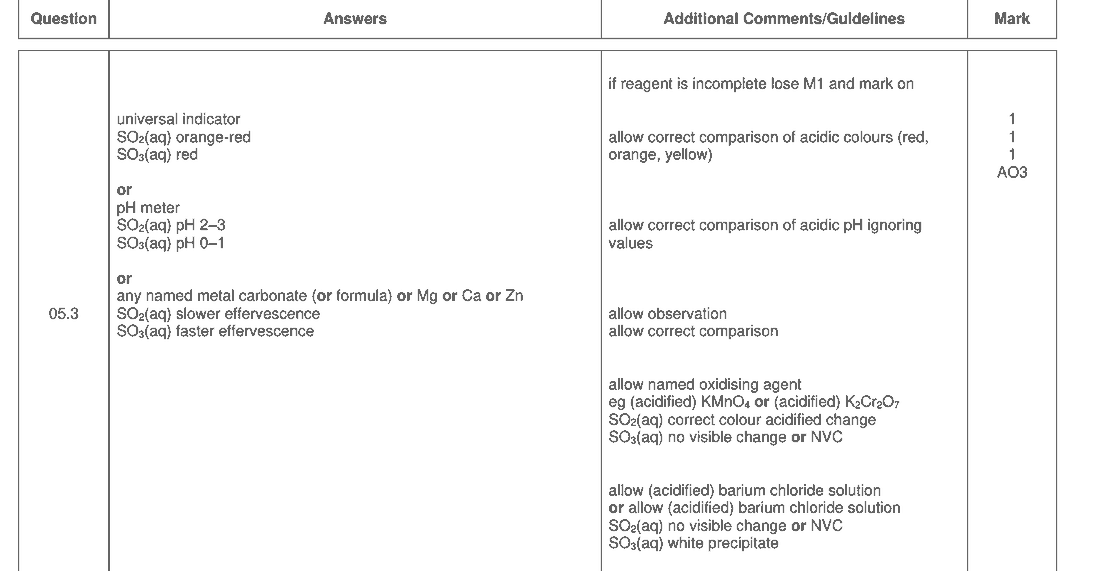 Question Answers Additional Comments/Guidelines Mark
if reagent is incomplete lose M1 and mark on
universal indicator 1
SO₂(aq) orange-red allow correct comparison of acidic colours (red, 1
SO₃(aq) red orange, yellow) 1
AO3
or
pH meter
SO₂(aq) pH 2–3 allow correct comparison of acidic pH ignoring
SO₃(aq) pH 0–1 values
or
any named metal carbonate (or formula) or Mg or Ca or Zn
05.3 SO₂(aq) slower effervescence allow observation
SO₃(aq) faster effervescence allow correct comparison
allow named oxidising agent
eg (acidified) KMnO₄ or (acidified) K₂Cr₂O₇
SO₂(aq) correct colour acidified change
SO₃(aq) no visible change or NVC
allow (acidified) barium chloride solution
or allow (acidified) barium chloride solution
SO₂(aq) no visible change or NVC
SO₃(aq) white precipitate